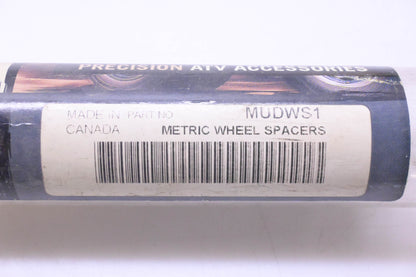 PRECISION ATV ACCESSORIES
MADE IN PART NO. MUDWS1
CANADA METRIC WHEEL SPACERS